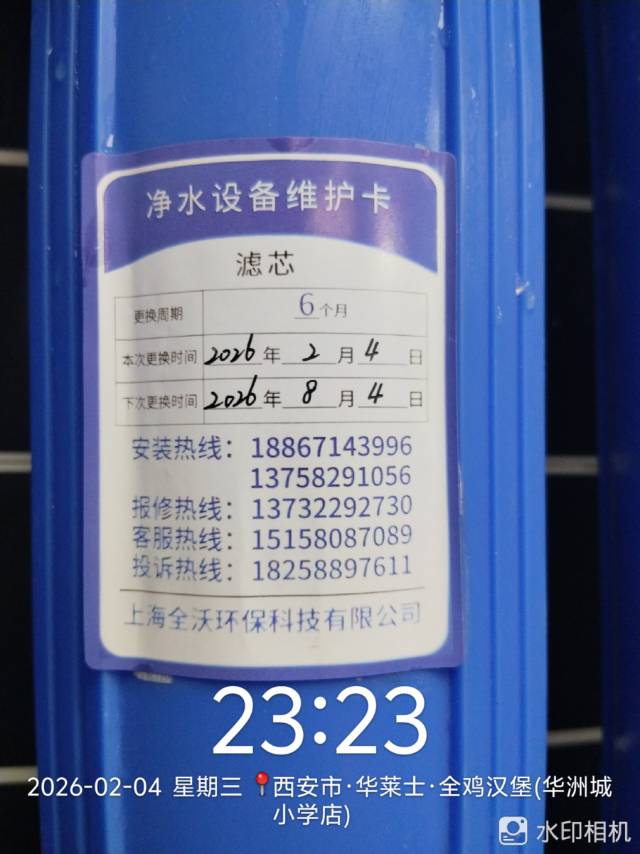 净水设备维护卡
滤芯
更换周期 6个月
本次更换时间 2026年 2 月 4 日
下次更换时间 2026年 8 月 4 日
安装热线：18867143996
13758291056
报修热线：13732292730
客服热线：15158087089
投诉热线：18258897611
上海全沃环保科技有限公司
23:23
2026-02-04 星期三 📍西安市·华莱士·全鸡汉堡(华洲城
小学店)
水印相机